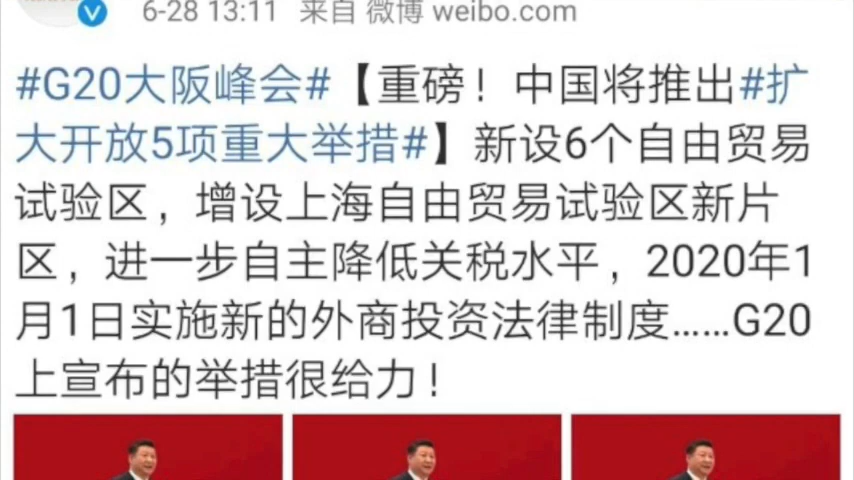 6-28 13:11 来自 微博 weibo.com
#G20大阪峰会#【重磅！中国将推出#扩
大开放5项重大举措#】新设6个自由贸易
试验区，增设上海自由贸易试验区新片
区，进一步自主降低关税水平，2020年1
月1日实施新的外商投资法律制度……G20
上宣布的举措很给力！